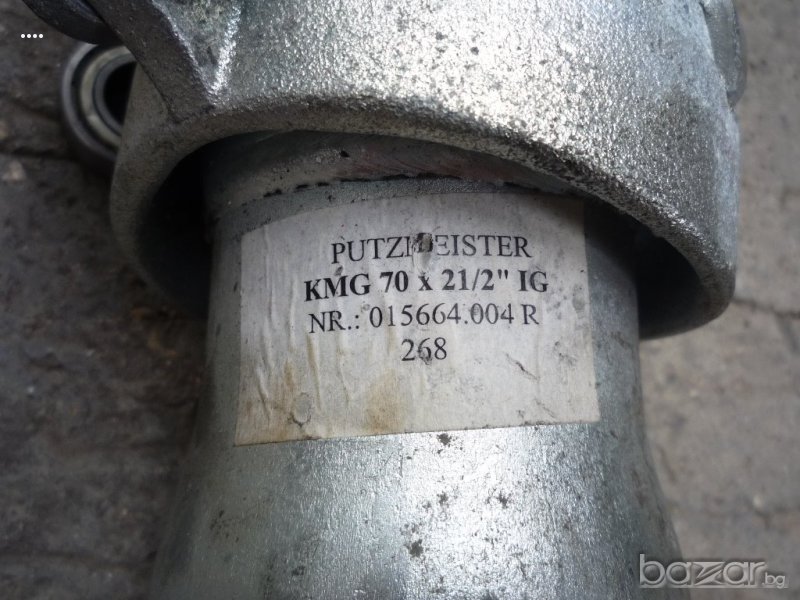 PUTZMEISTER
KMG 70 x 21/2" IG
NR.: 015664.004 R
268
bazar.bg